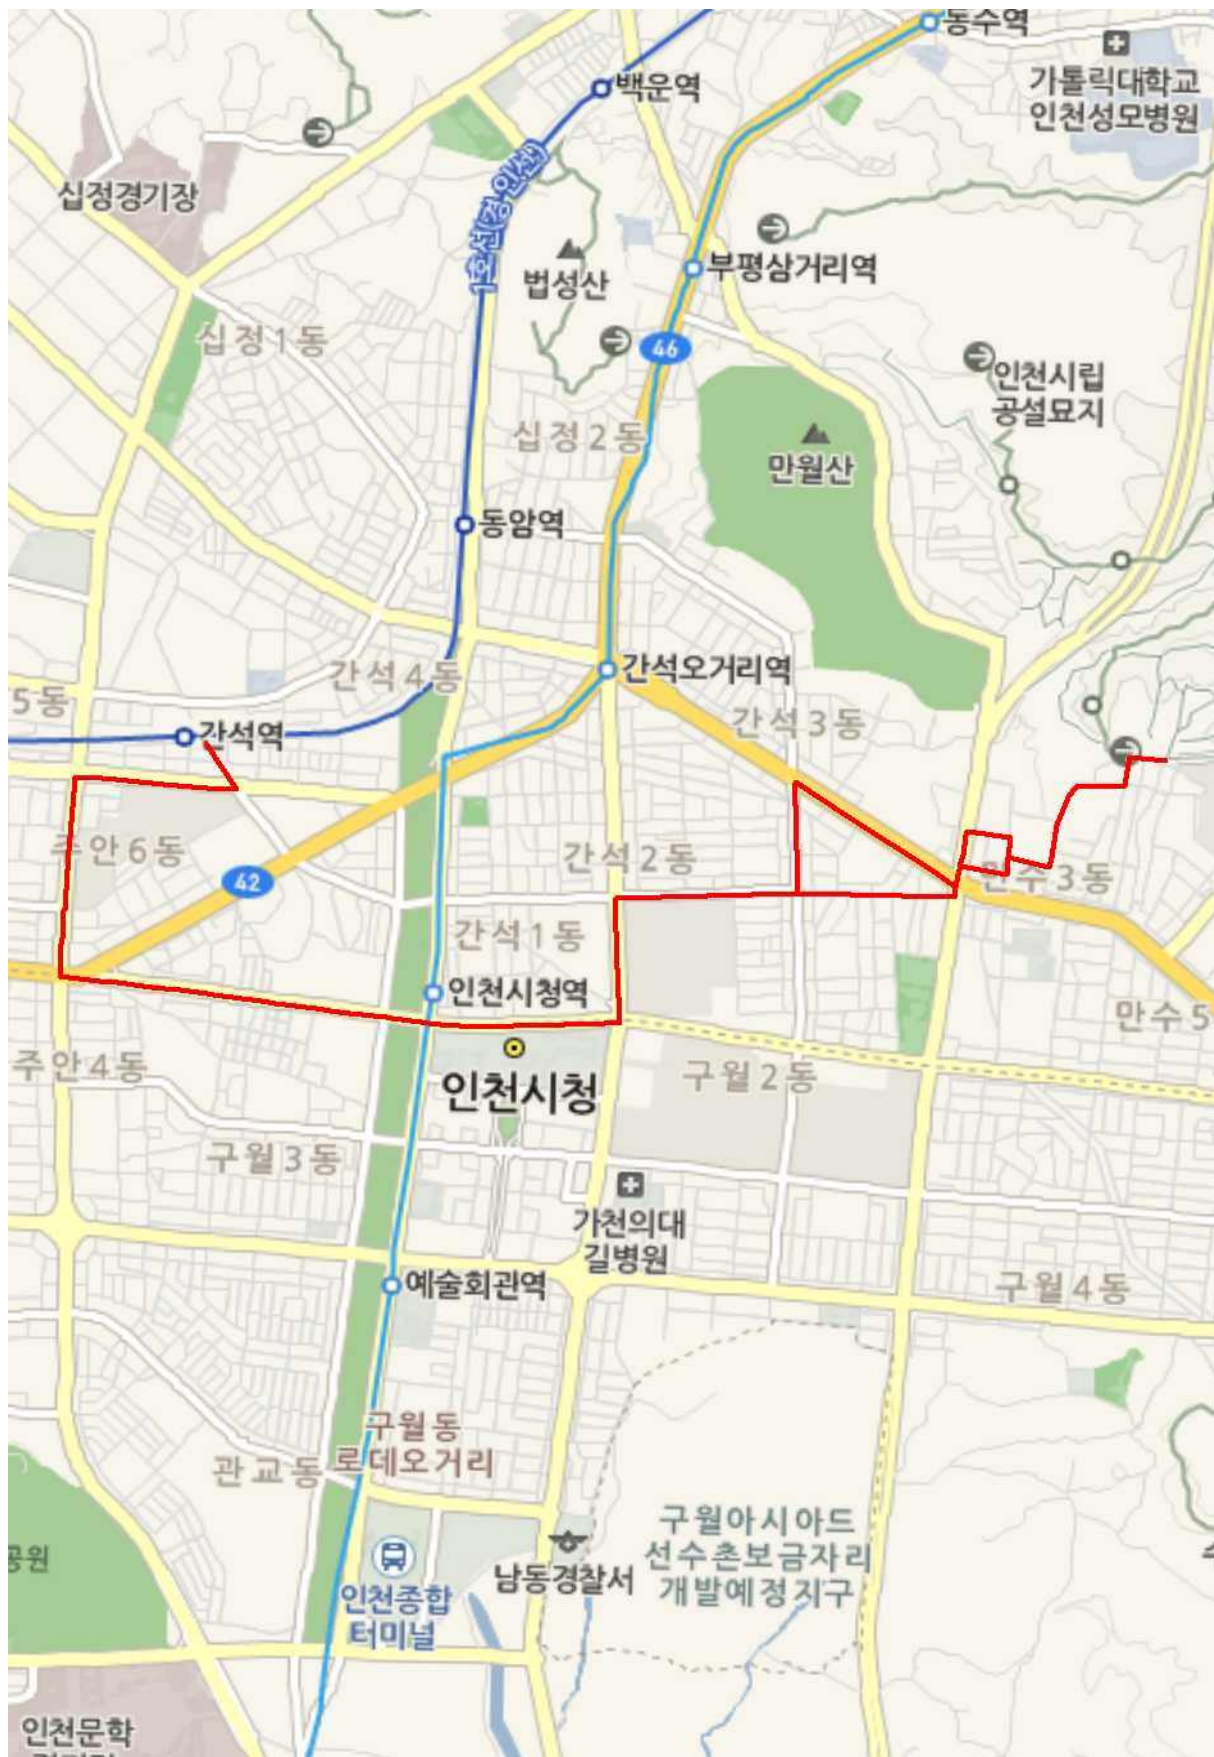 동수역
백운역
가톨릭대학교
인천성모병원
1호선(경인선)
십정경기장
법성산
부평삼거리역
십정1동
46
인천시립
공설묘지
십정2동
만월산
동암역
간석4동
간석오거리역
5동
간석역
간석3동
주안6동
42
간석2동
만수3동
간석1동
인천시청역
만수5
주안4동
인천시청
구월2동
구월3동
가천의대
길병원
예술회관역
구월4동
구월동
로데오거리
관교동
구월아시아드
선수촌보금자리
개발예정지구
공원
남동경찰서
인천종합
터미널
인천문학